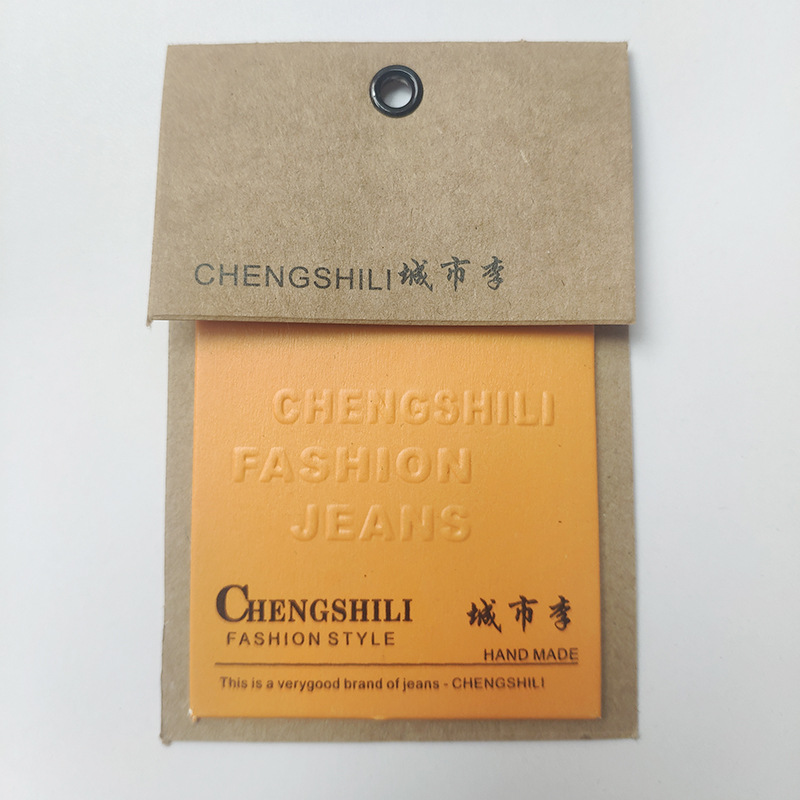 CHENGSHILI 城市李
CHENGSHILI
FASHION
JEANS
CHENGSHILI 城市李
FASHION STYLE
HAND MADE
This is a verygood brand of jeans - CHENGSHILI